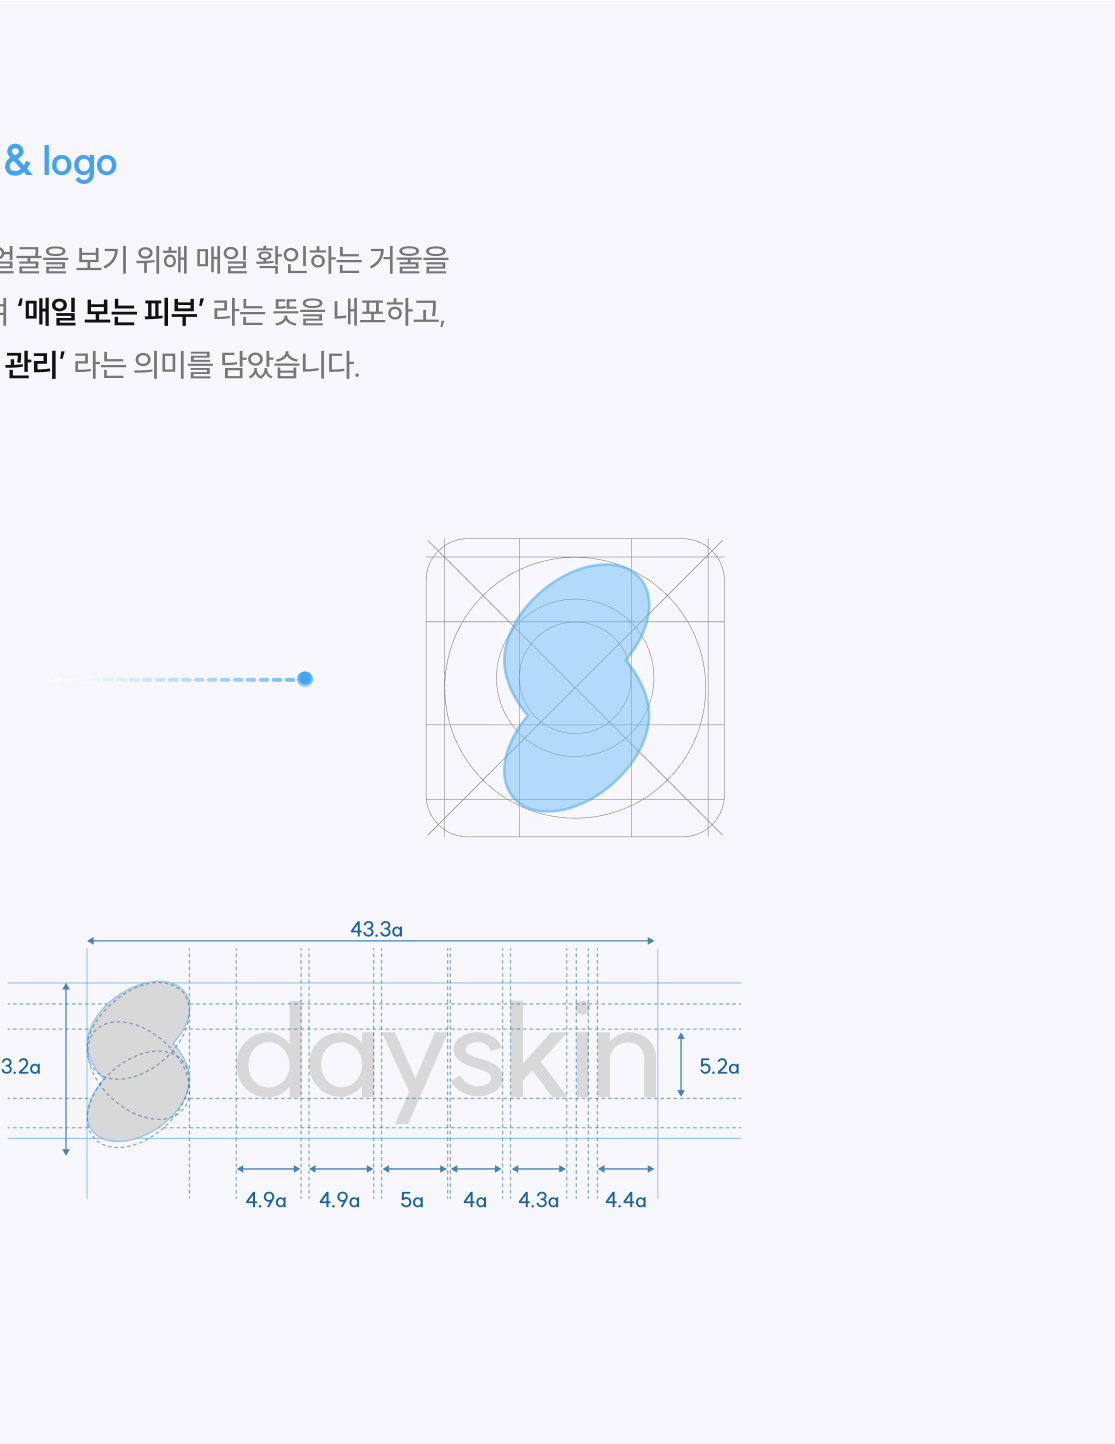 & logo
얼굴을 보기 위해 매일 확인하는 거울을
‘매일 보는 피부’ 라는 뜻을 내포하고,
관리’ 라는 의미를 담았습니다.
43.3a
dayskin
3.2a
5.2a
4.9a 4.9a 5a 4a 4.3a 4.4a